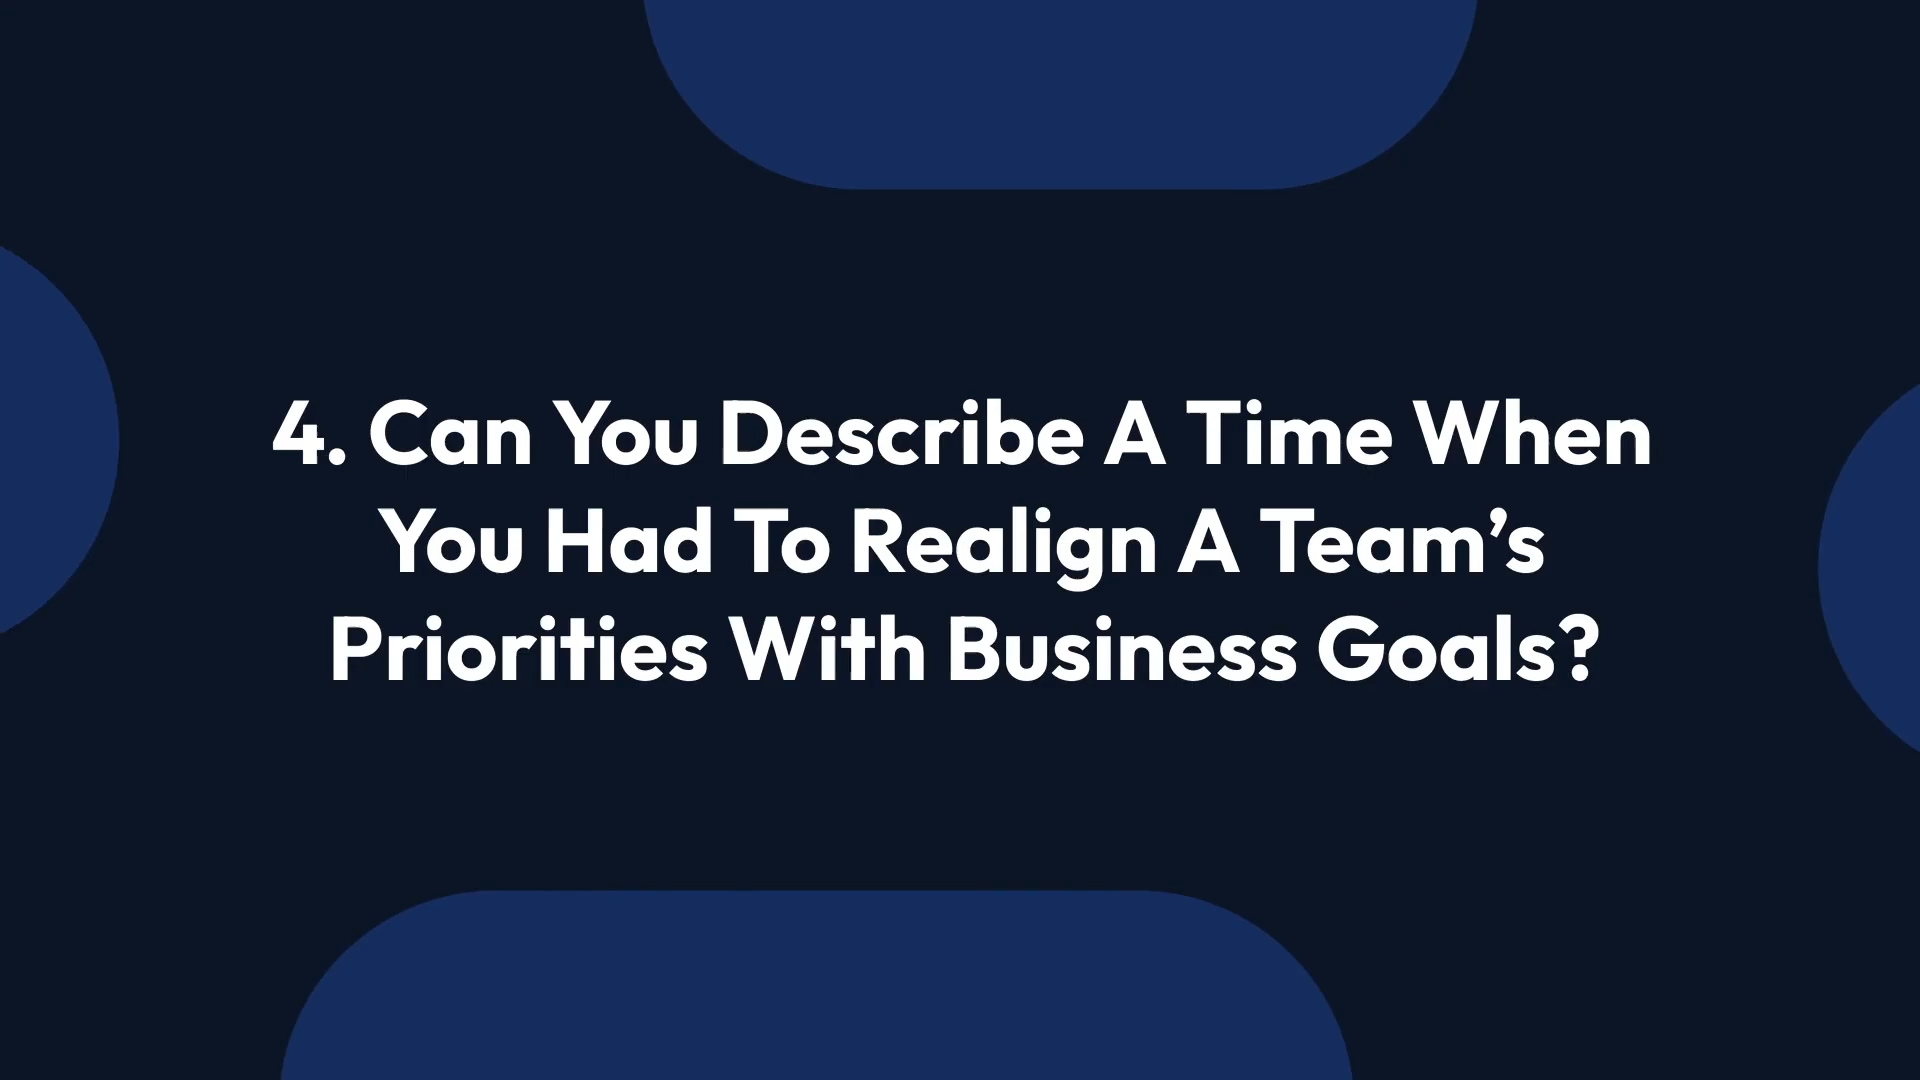 4. Can You Describe A Time When
You Had To Realign A Team’s
Priorities With Business Goals?